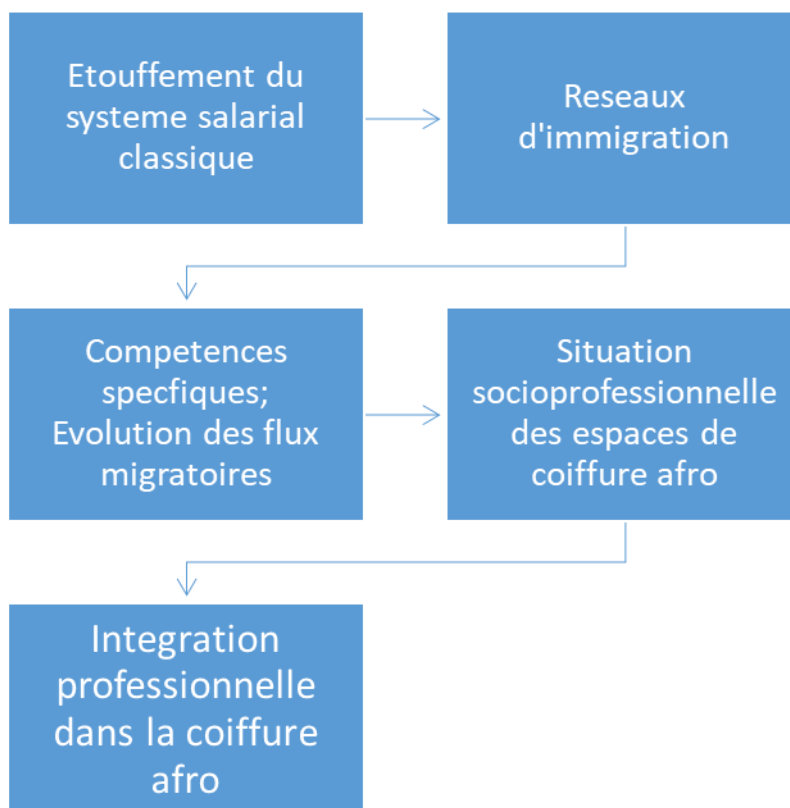 Etouffement du
systeme salarial
classique
Reseaux
d'immigration
Competences
specfiques;
Evolution des flux
migratoires
Situation
socioprofessionnelle
des espaces de
coiffure afro
Integration
professionnelle
dans la coiffure
afro